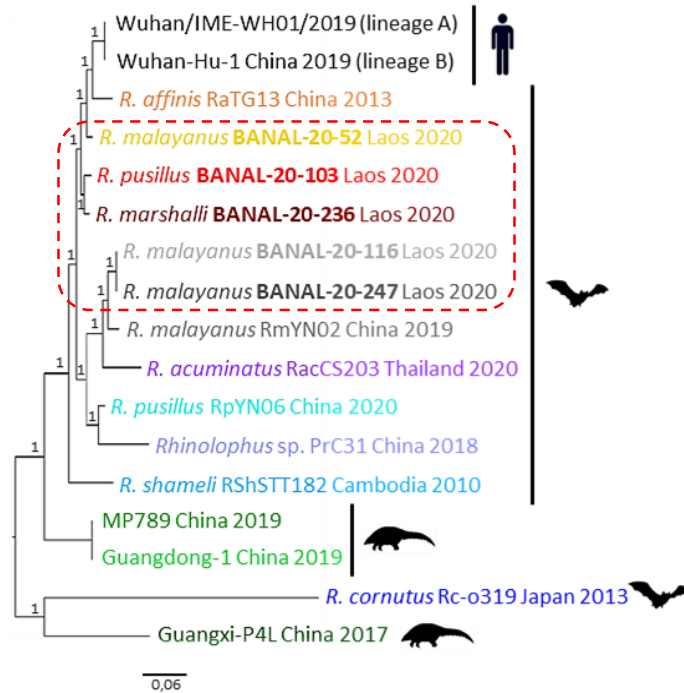 Wuhan/IME-WH01/2019 (lineage A)
1
Wuhan-Hu-1 China 2019 (lineage B)
1
R. affinis RaTG13 China 2013
1
R. malayanus BANAL-20-52 Laos 2020
1
R. pusillus BANAL-20-103 Laos 2020
1
R. marshalli BANAL-20-236 Laos 2020
R. malayanus BANAL-20-116 Laos 2020
1
1
R. malayanus BANAL-20-247 Laos 2020
1
R. malayanus RmYN02 China 2019
1
R. acuminatus RacCS203 Thailand 2020
1
R. pusillus RpYN06 China 2020
1
Rhinolophus sp. PrC31 China 2018
1
R. shameli RShSTT182 Cambodia 2010
MP789 China 2019
Guangdong-1 China 2019
R. cornutus Rc-o319 Japan 2013
1
Guangxi-P4L China 2017
0,06